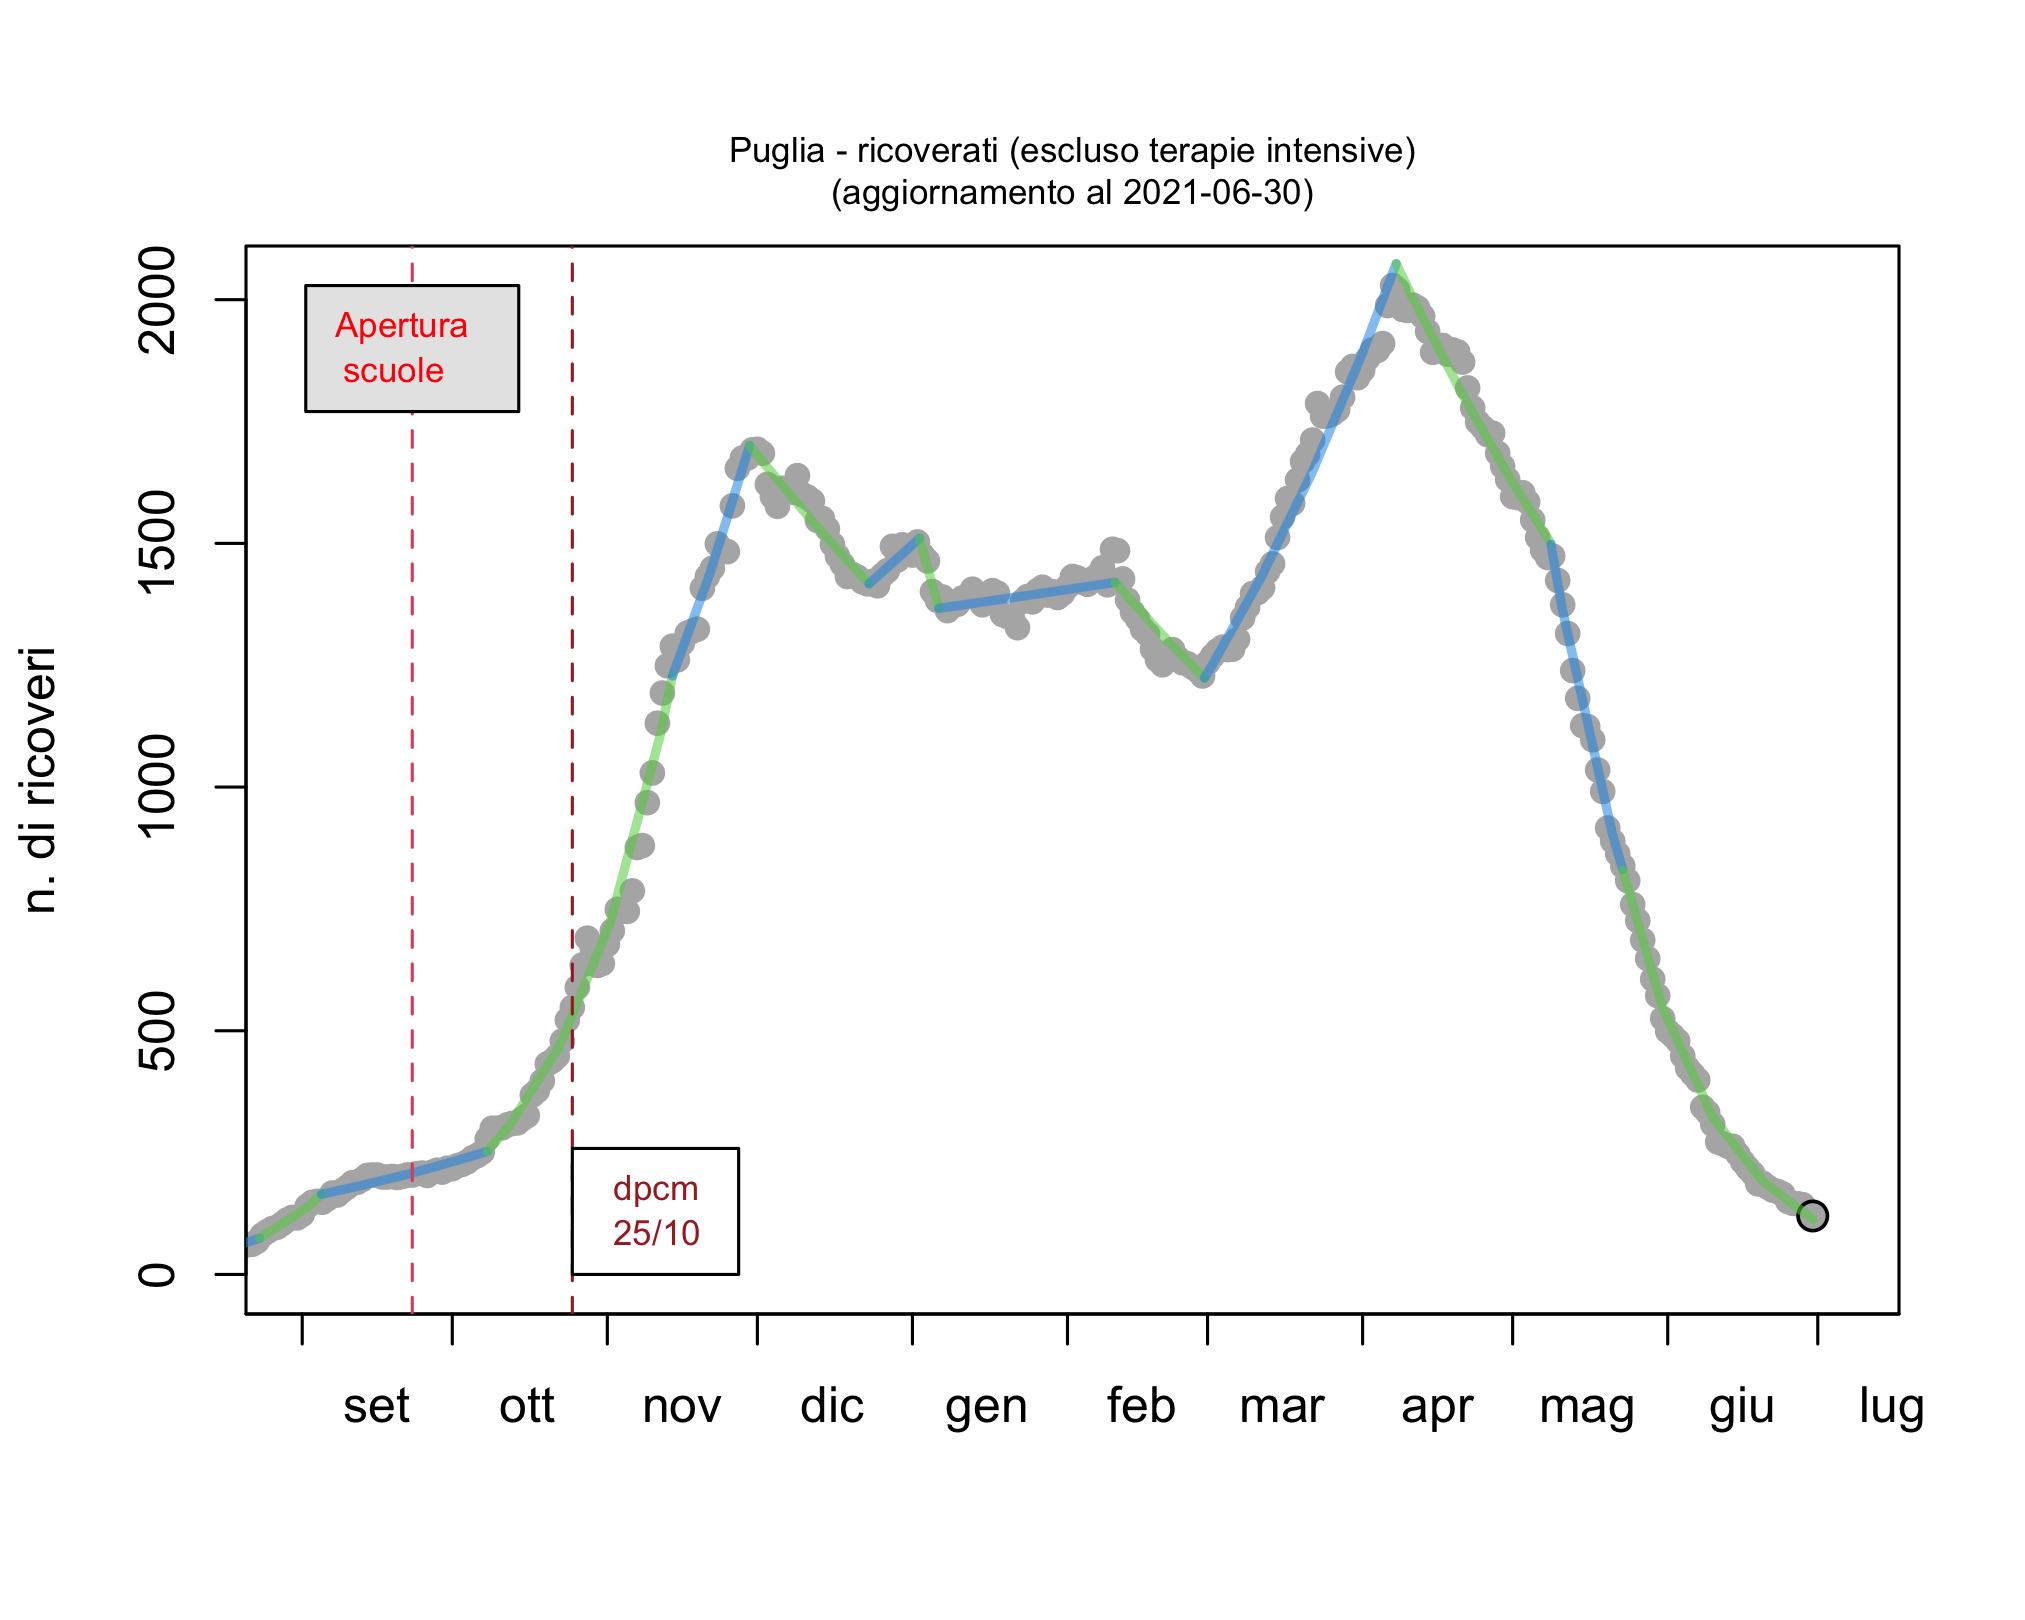 Puglia - ricoverati (escluso terapie intensive)
(aggiornamento al 2021-06-30)
n. di ricoveri
2000
1500
1000
500
0
Apertura
scuole
dpcm
25/10
set ott nov dic gen feb mar apr mag giu lug